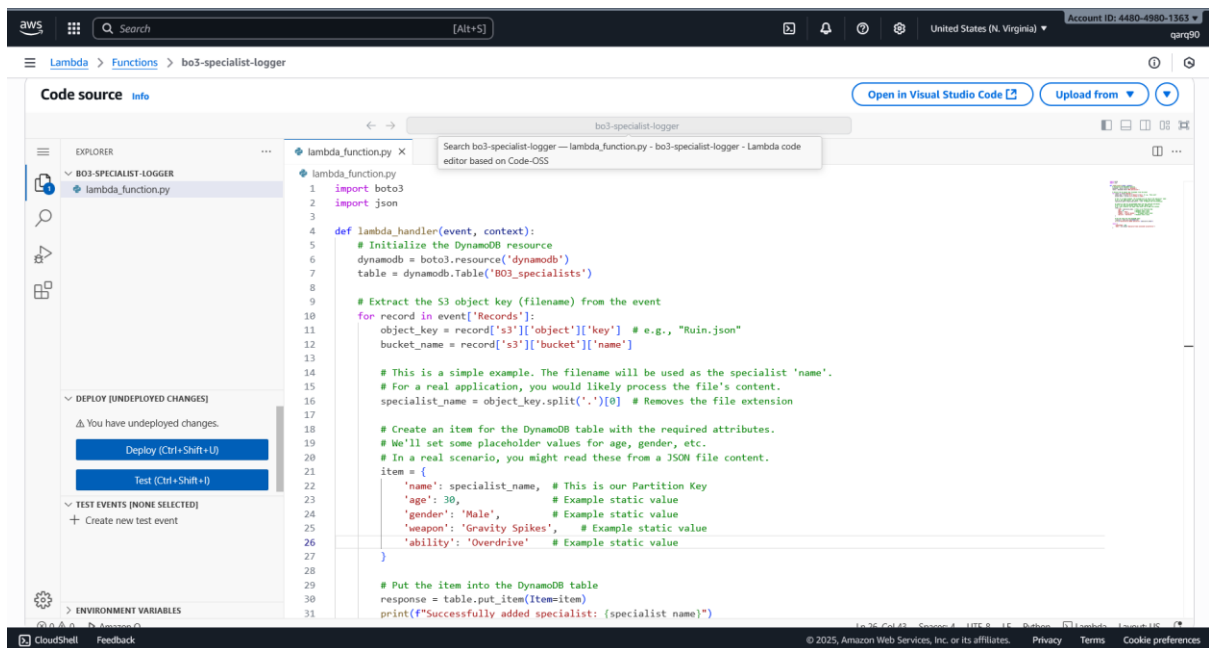 aws
Search
[Alt+S]
United States (N. Virginia)
Account ID: 4480-4980-1363
qarq90
Lambda > Functions > bo3-specialist-logger
Code source Info
Open in Visual Studio Code
Upload from
bo3-specialist-logger
EXPLORER
lambda_function.py
Search bo3-specialist-logger — lambda_function.py - bo3-specialist-logger - Lambda code
editor based on Code-OSS
BO3-SPECIALIST-LOGGER
lambda_function.py
1
lambda_function.py
1 import boto3
2 import json
3
4 def lambda_handler(event, context):
5 # Initialize the DynamoDB resource
6 dynamodb = boto3.resource('dynamodb')
7 table = dynamodb.Table('BO3_specialists')
8
9 # Extract the S3 object key (filename) from the event
10 for record in event['Records']:
11 object_key = record['s3']['object']['key'] # e.g., "Ruin.json"
12 bucket_name = record['s3']['bucket']['name']
13
14 # This is a simple example. The filename will be used as the specialist 'name'.
15 # For a real application, you would likely process the file's content.
16 specialist_name = object_key.split('.')[0] # Removes the file extension
17
18 # Create an item for the DynamoDB table with the required attributes.
19 # We'll set some placeholder values for age, gender, etc.
20 # In a real scenario, you might read these from a JSON file content.
21 item = {
22 'name': specialist_name, # This is our Partition Key
23 'age': 30, # Example static value
24 'gender': 'Male', # Example static value
25 'weapon': 'Gravity Spikes', # Example static value
26 'ability': 'Overdrive' # Example static value
27 }
28
29 # Put the item into the DynamoDB table
30 response = table.put_item(Item=item)
31 print(f"Successfully added specialist: {specialist_name}")
DEPLOY [UNDEPLOYED CHANGES]
You have undeployed changes.
Deploy (Ctrl+Shift+U)
Test (Ctrl+Shift+I)
TEST EVENTS [NONE SELECTED]
+ Create new test event
ENVIRONMENT VARIABLES
CloudShell Feedback
© 2025, Amazon Web Services, Inc. or its affiliates. Privacy Terms Cookie preferences